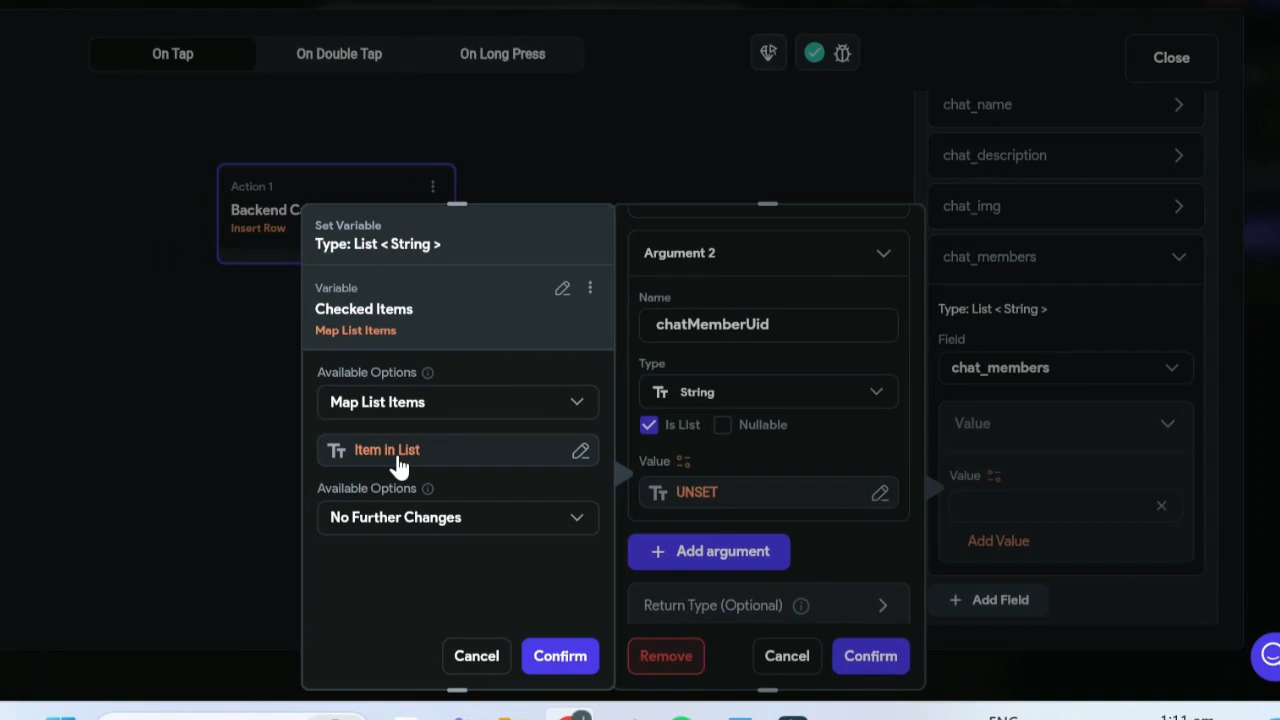 On Tap
On Double Tap
On Long Press
Close
chat_name
chat_description
chat_img
chat_members
Type: List < String >
Field
chat_members
Value
Value
Add Value
+ Add Field
Action 1
Backend C
Insert Row
Set Variable
Type: List < String >
Variable
Checked Items
Map List Items
Available Options
Map List Items
Item in List
Available Options
No Further Changes
Cancel
Confirm
Argument 2
Name
chatMemberUid
Type
String
Is List
Nullable
Value
UNSET
+ Add argument
Return Type (Optional)
Remove
Cancel
Confirm